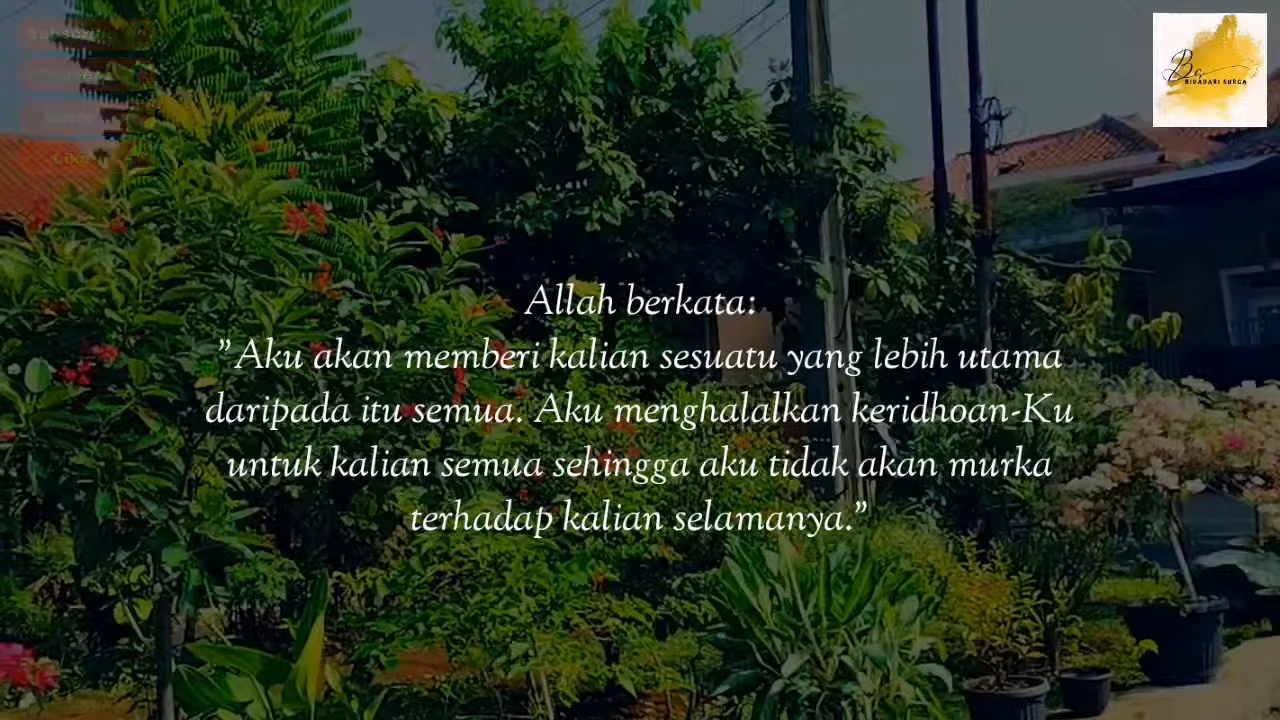 BIDADARI SURGA
Allah berkata:
"Aku akan memberi kalian sesuatu yang lebih utama
daripada itu semua. Aku menghalalkan keridhoan-Ku
untuk kalian semua sehingga aku tidak akan murka
terhadap kalian selamanya."